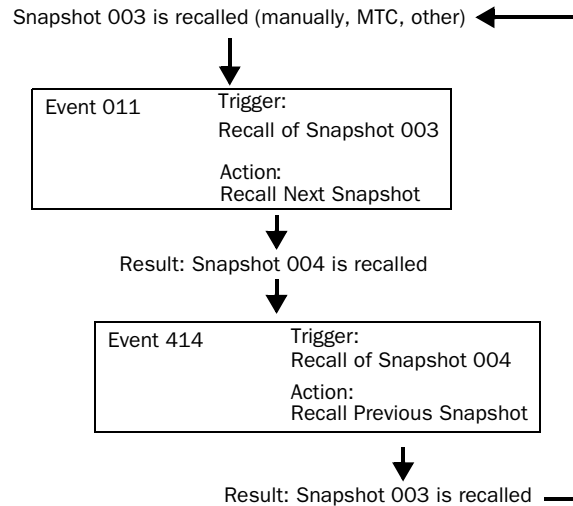 Snapshot 003 is recalled (manually, MTC, other)
Event 011
Trigger:
Recall of Snapshot 003
Action:
Recall Next Snapshot
Result: Snapshot 004 is recalled
Event 414
Trigger:
Recall of Snapshot 004
Action:
Recall Previous Snapshot
Result: Snapshot 003 is recalled